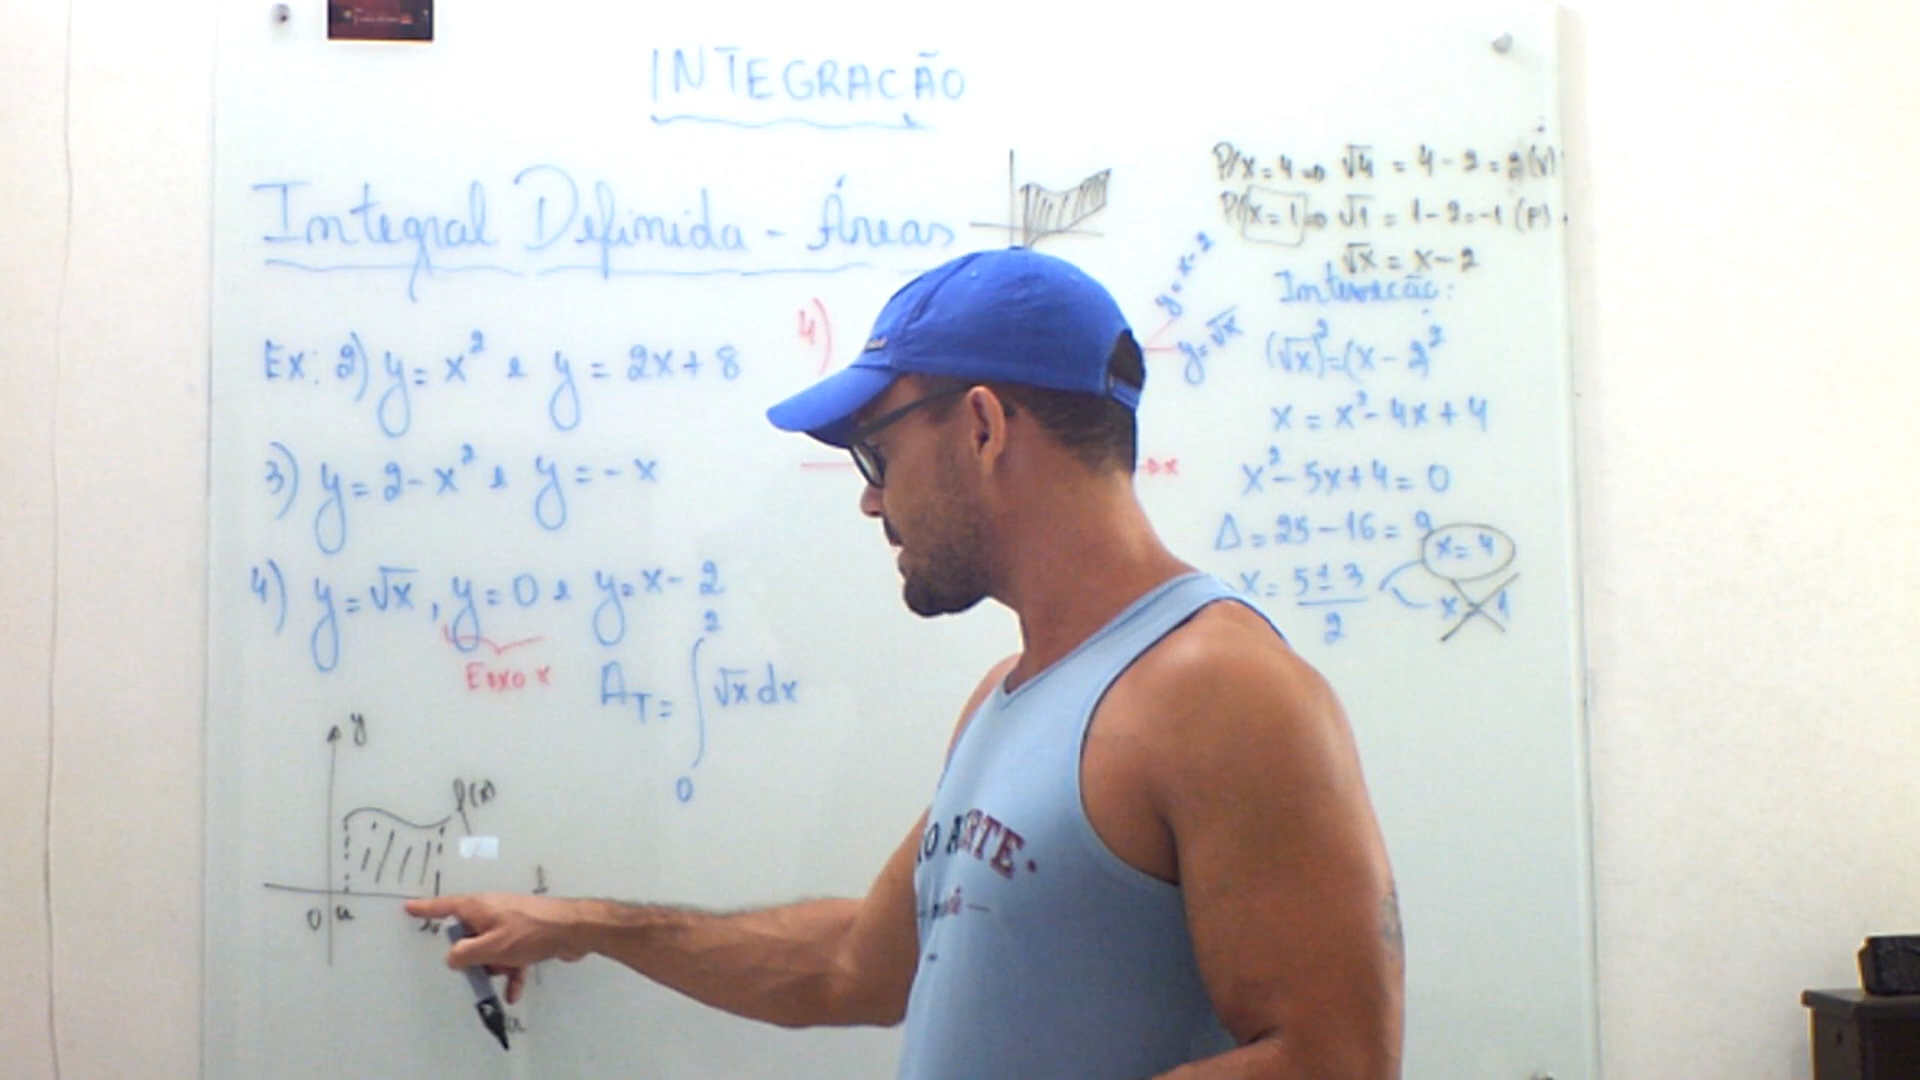 INTEGRAÇÃO
Integral Definida - Áreas
Ex: 2) y = x² e y = 2x + 8
3) y = 2 - x² e y = - x
4) y = √x , y = 0 e y = x - 2
Eixo x
A_T = ∫₀² √x dx
y
f(x)
0 a
4)
y = x - 2
y = √x
x
P/ x = 4 ⇒ √4 = 4 - 2 = 2 (V)
P/ x = 1 ⇒ √1 = 1 - 2 = -1 (F).
√x = x - 2
Interseção:
(√x)² = (x - 2)²
x = x² - 4x + 4
x² - 5x + 4 = 0
Δ = 25 - 16 = 9
x = 5 ± 3 / 2
x = 4
x = 1
ARTE.